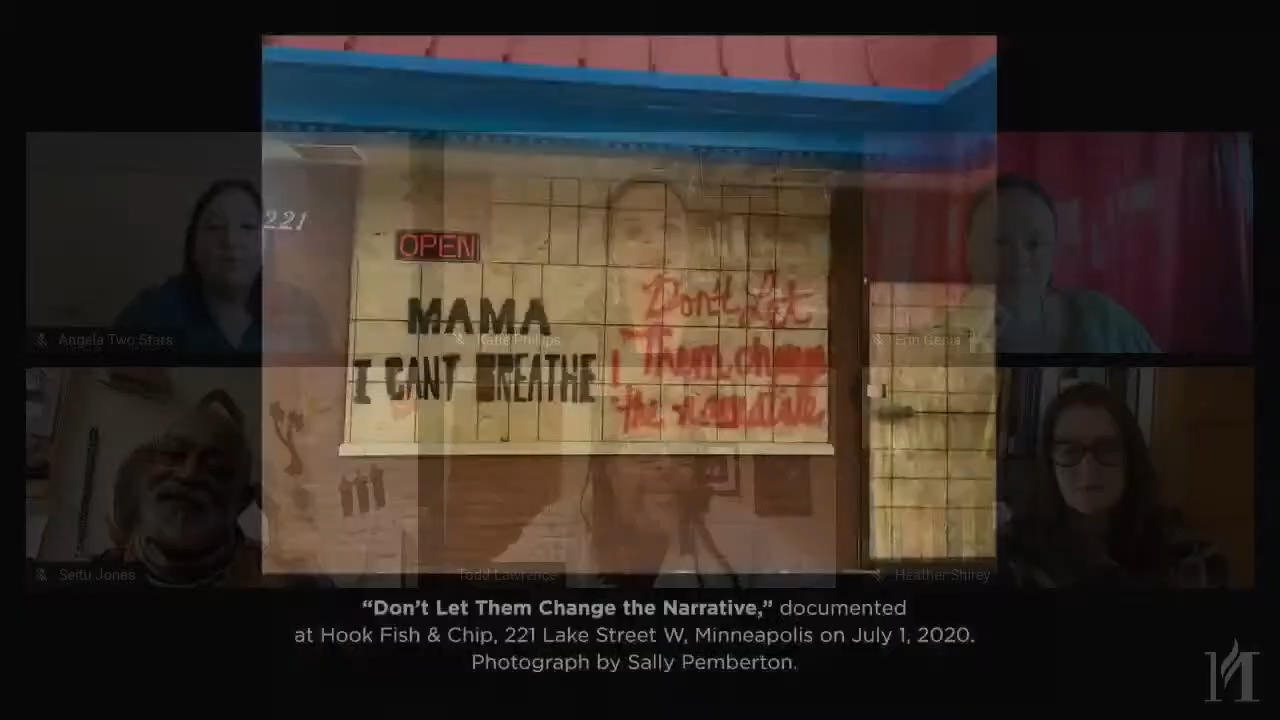 221
OPEN
MAMA
I CANT BREATHE
Don't Let
Them change
the narrative
Angela Two Stars
Katie Phillips
Erin Genia
Seitu Jones
Todd Lawrence
Heather Shirey
“Don’t Let Them Change the Narrative,” documented
at Hook Fish & Chip, 221 Lake Street W, Minneapolis on July 1, 2020.
Photograph by Sally Pemberton.